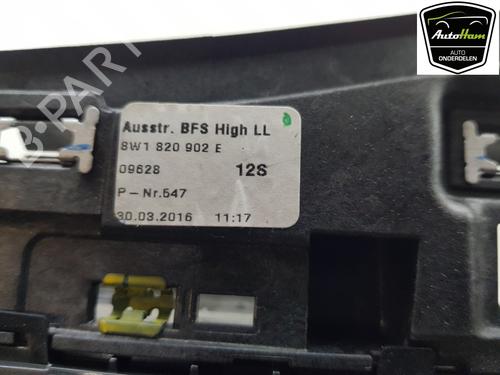 AutoHam
AUTO
ONDERDELEN
B-PARTS
Ausstr. BFS High LL
8W1 820 902 E
09628 12S
P-Nr.547
30.03.2016 11:17